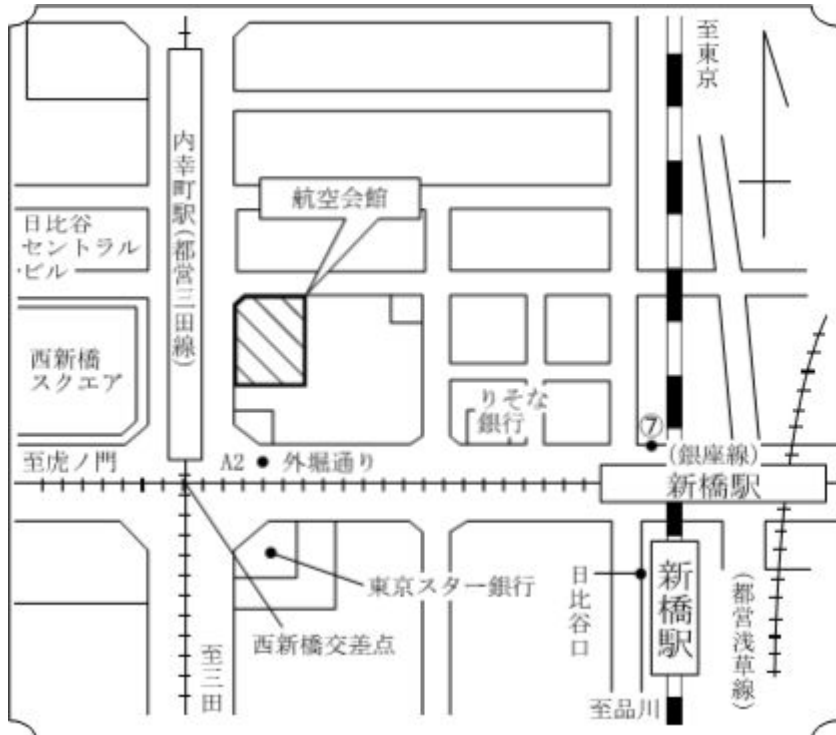 至東京
内幸町駅(都営三田線)
航空会館
日比谷
セントラル
・ビル
西新橋
スクエア
りそな
銀行
⑦
至虎ノ門
A2
外堀通り
(銀座線)
新橋駅
東京スター銀行
日比谷口
新橋駅
(都営浅草線)
西新橋交差点
至三田
至品川